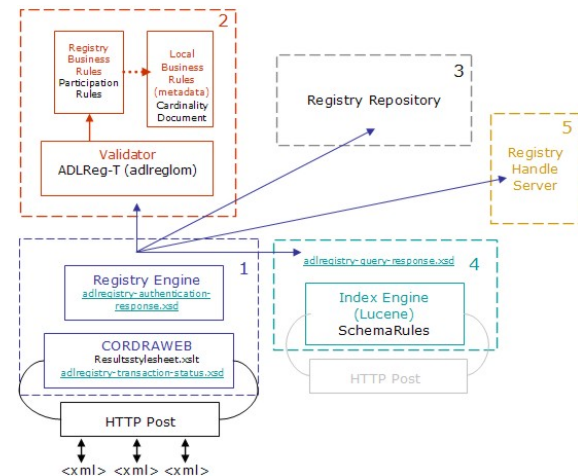 2
Registry
Business
Rules
Participation
Rules
Local
Business
Rules
(metadata)
Cardinality
Document
Validator
ADLReg-T (adlreglom)
3
Registry Repository
5
Registry
Handle
Server
1
Registry Engine
adlregistry-authentication-
response.xsd
CORDRAWEB
Resultsstylesheet.xslt
adlregistry-transaction-status.xsd
HTTP Post
<xml> <xml> <xml>
adlregistry-query-response.xsd
4
Index Engine
(Lucene)
SchemaRules
HTTP Post